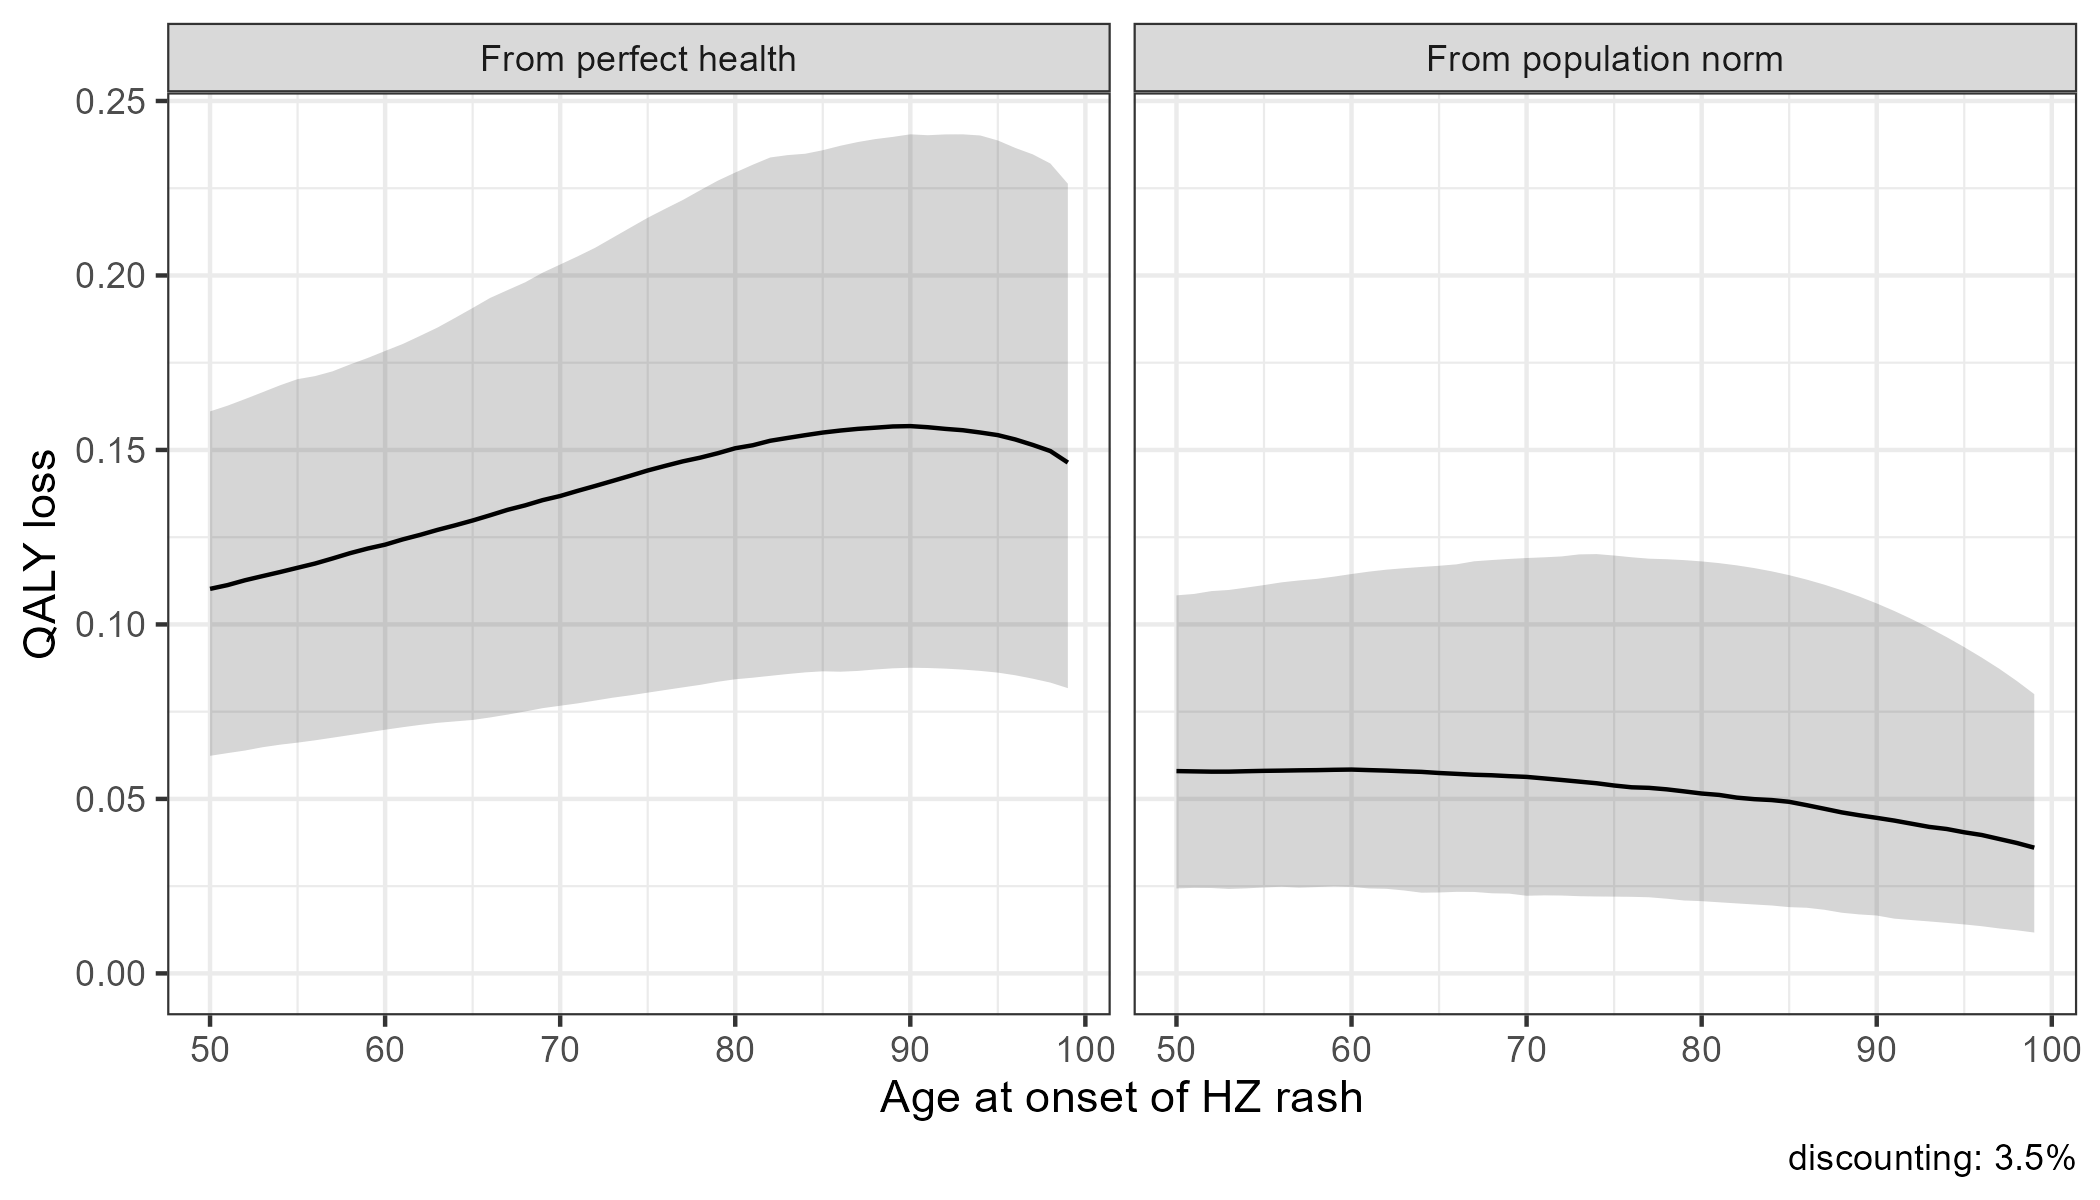 From perfect health
From population norm
0.25
0.20
0.15
0.10
0.05
0.00
QALY loss
50 60 70 80 90 100
50 60 70 80 90 100
Age at onset of HZ rash
discounting: 3.5%